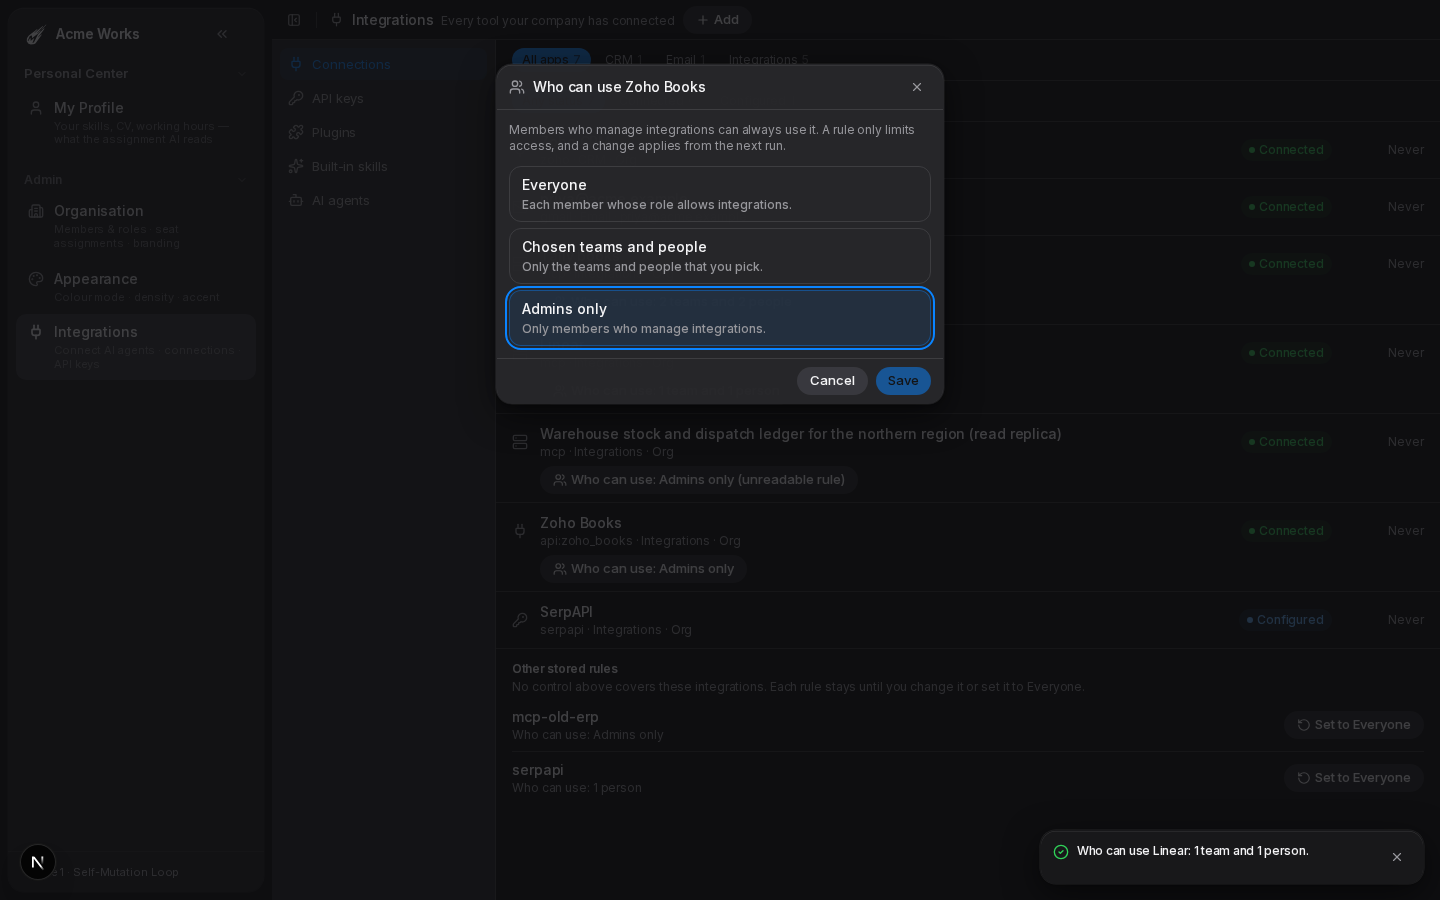 Acme Works
Personal Center
My Profile
Your skills, CV, working hours —
what the assignment AI reads
Admin
Organisation
Members & roles · seat
assignments · branding
Appearance
Colour mode · density · accent
Integrations
Connect AI agents · connections
API keys
1 · Self-Mutation Loop
Integrations
Every tool your company has connected
Add
Connections
API keys
Plugins
Built-in skills
AI agents
All apps 7
CRM 1
Email 1
Integrations 5
Who can use Zoho Books
Members who manage integrations can always use it. A rule only limits
access, and a change applies from the next run.
Everyone
Each member whose role allows integrations.
Chosen teams and people
Only the teams and people that you pick.
Admins only
Only members who manage integrations.
Cancel
Save
Connected
Never
Connected
Never
Connected
Never
Connected
Never
Warehouse stock and dispatch ledger for the northern region (read replica)
mcp · Integrations · Org
Connected
Never
Who can use: Admins only (unreadable rule)
Zoho Books
api:zoho_books · Integrations · Org
Connected
Never
Who can use: Admins only
SerpAPI
serpapi · Integrations · Org
Configured
Never
Other stored rules
No control above covers these integrations. Each rule stays until you change it or set it to Everyone.
mcp-old-erp
Who can use: Admins only
Set to Everyone
serpapi
Who can use: 1 person
Set to Everyone
Who can use Linear: 1 team and 1 person.